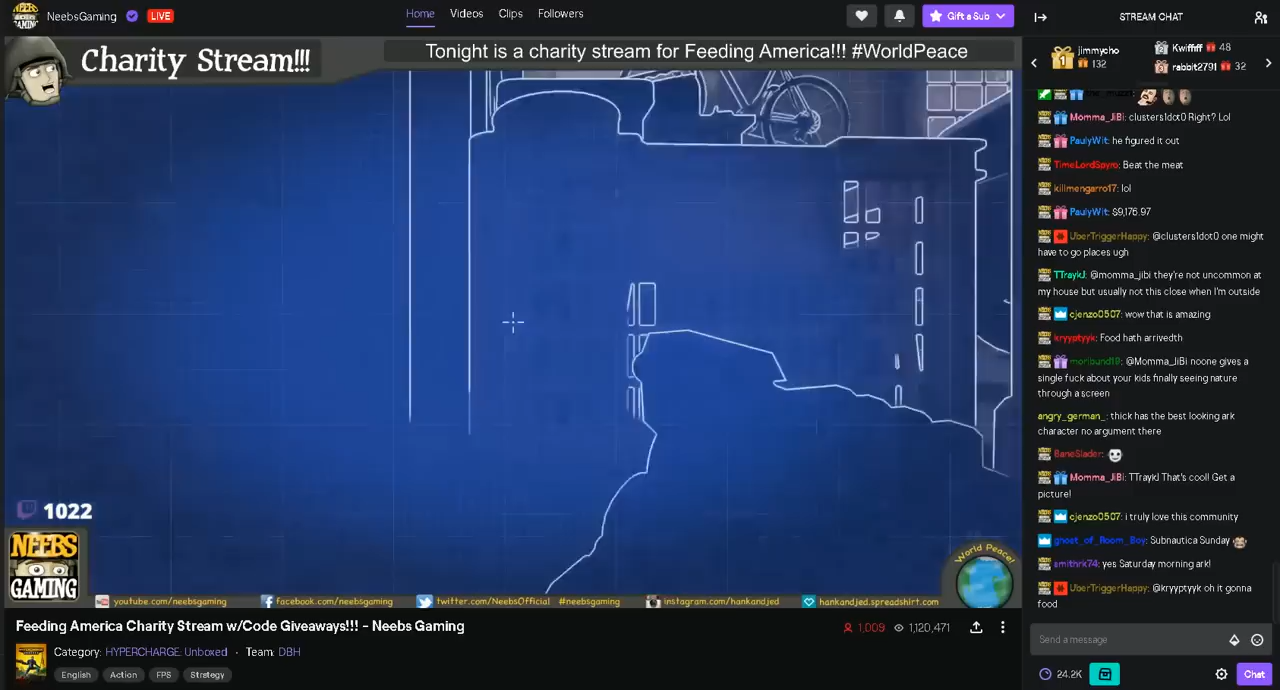 NeebsGaming LIVE
Home Videos Clips Followers
Gift a Sub
STREAM CHAT
Charity Stream!!!
Tonight is a charity stream for Feeding America!!! #WorldPeace
jimmycho
132
Kwiffiff 48
rabbit2791 32
Momma_JiBi: clusters1dot0 Right? Lol
PaulyWit: he figured it out
TimeLordSpyro: Beat the meat
killmengarro17: lol
PaulyWit: $9,176.97
UberTriggerHappy: @clusters1dot0 one might
have to go places ugh
TTraykJ: @momma_jibi they're not uncommon at
my house but usually not this close when I'm outside
cjenzo0507: wow that is amazing
kryyptyyk: Food hath arrivedth
moribund19: @Momma_JiBi noone gives a
single fuck about your kids finally seeing nature
through a screen
angry_german_: thick has the best looking ark
character no argument there
BaneSlader:
Momma_JiBi: TTraykJ That's cool! Get a
picture!
cjenzo0507: i truly love this community
ghost_of_Room_Boy: Subnautica Sunday
smithrk74: yes Saturday morning ark!
UberTriggerHappy: @kryyptyyk oh it gonna
food
1022
NEEBS
GAMING
World Peace!
youtube.com/neebsgaming
facebook.com/neebsgaming
twitter.com/NeebsOfficial #neebsgaming
instagram.com/hankandjed
hankandjed.spreadshirt.com
Feeding America Charity Stream w/Code Giveaways!!! - Neebs Gaming
1,009 1,120,471
Category: HYPERCHARGE: Unboxed · Team: DBH
English Action FPS Strategy
Send a message
24.2K
Chat